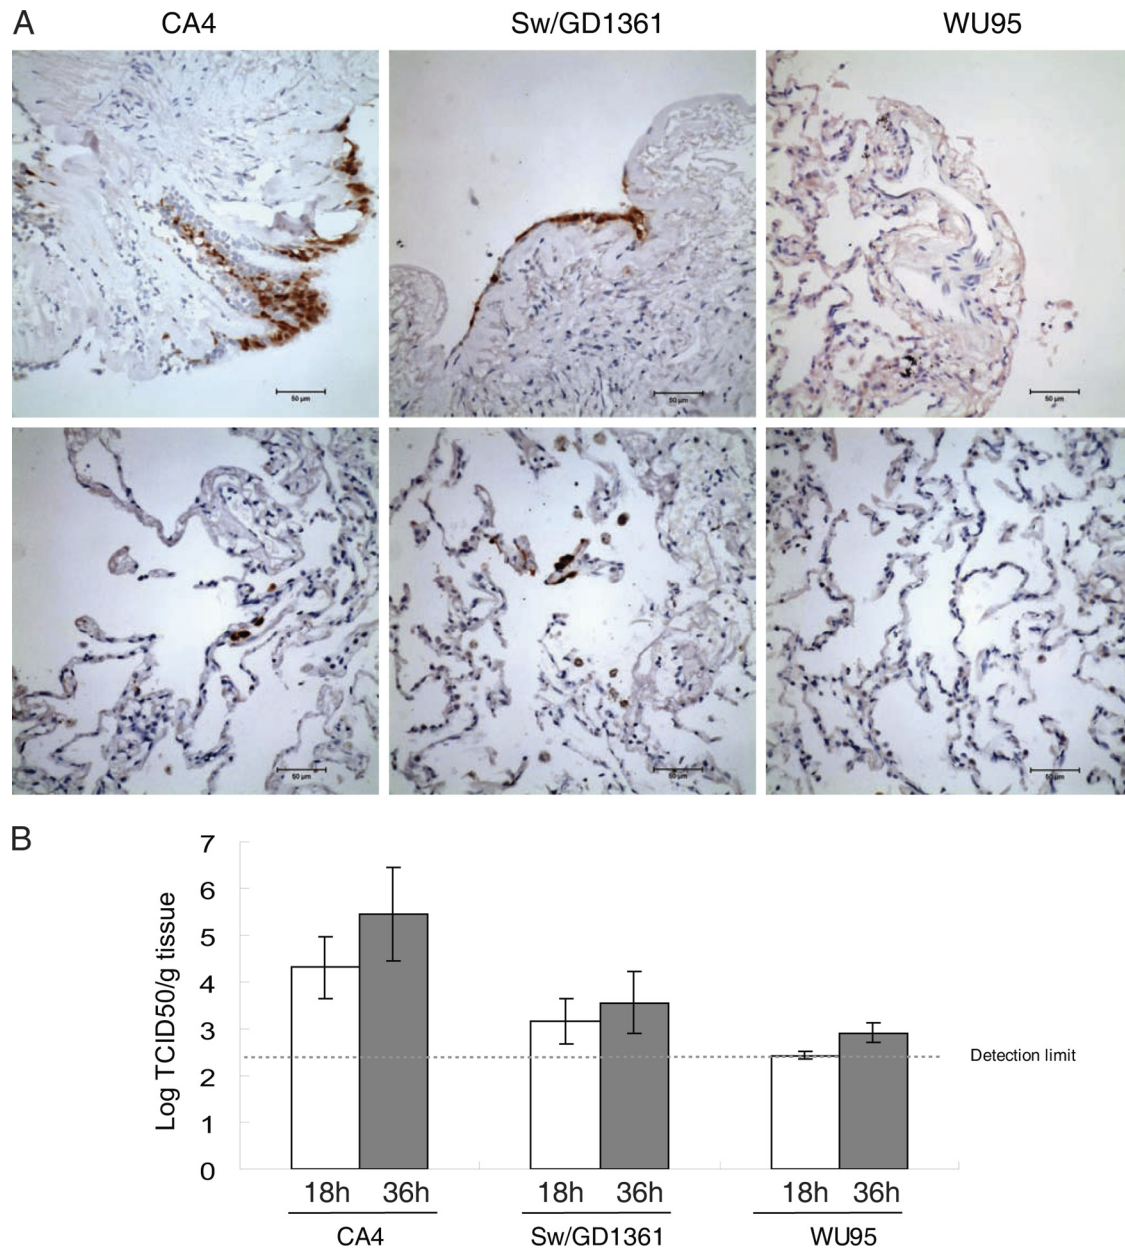 A
CA4 Sw/GD1361 WU95
50 µm 50 µm 50 µm
50 µm 50 µm 50 µm
B
Log TCID50/g tissue
7
6
5
4
3
2
1
0
Detection limit
18h 36h 18h 36h 18h 36h
CA4 Sw/GD1361 WU95